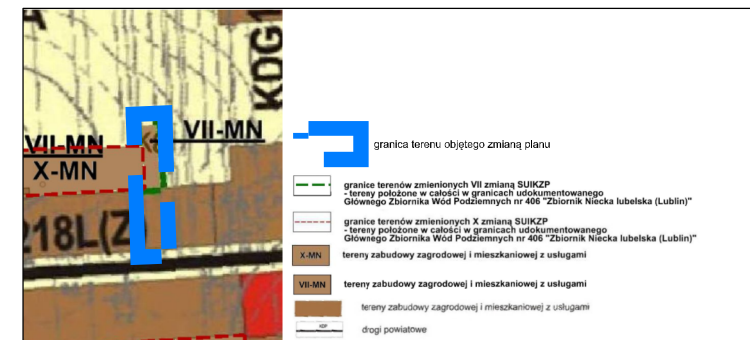 KDG1
VII-MN
VII-MN
X-MN
218L(Z)
granica terenu objętego zmianą planu
granice terenów zmienionych VII zmianą SUIKZP
- tereny położone w całości w granicach udokumentowanego
Głównego Zbiornika Wód Podziemnych nr 406 "Zbiornik Niecka lubelska (Lublin)"
granice terenów zmienionych X zmianą SUIKZP
- tereny położone w całości w granicach udokumentowanego
Głównego Zbiornika Wód Podziemnych nr 406 "Zbiornik Niecka lubelska (Lublin)"
X-MN tereny zabudowy zagrodowej i mieszkaniowej z usługami
VII-MN tereny zabudowy zagrodowej i mieszkaniowej z usługami
tereny zabudowy zagrodowej i mieszkaniowej z usługami
drogi powiatowe